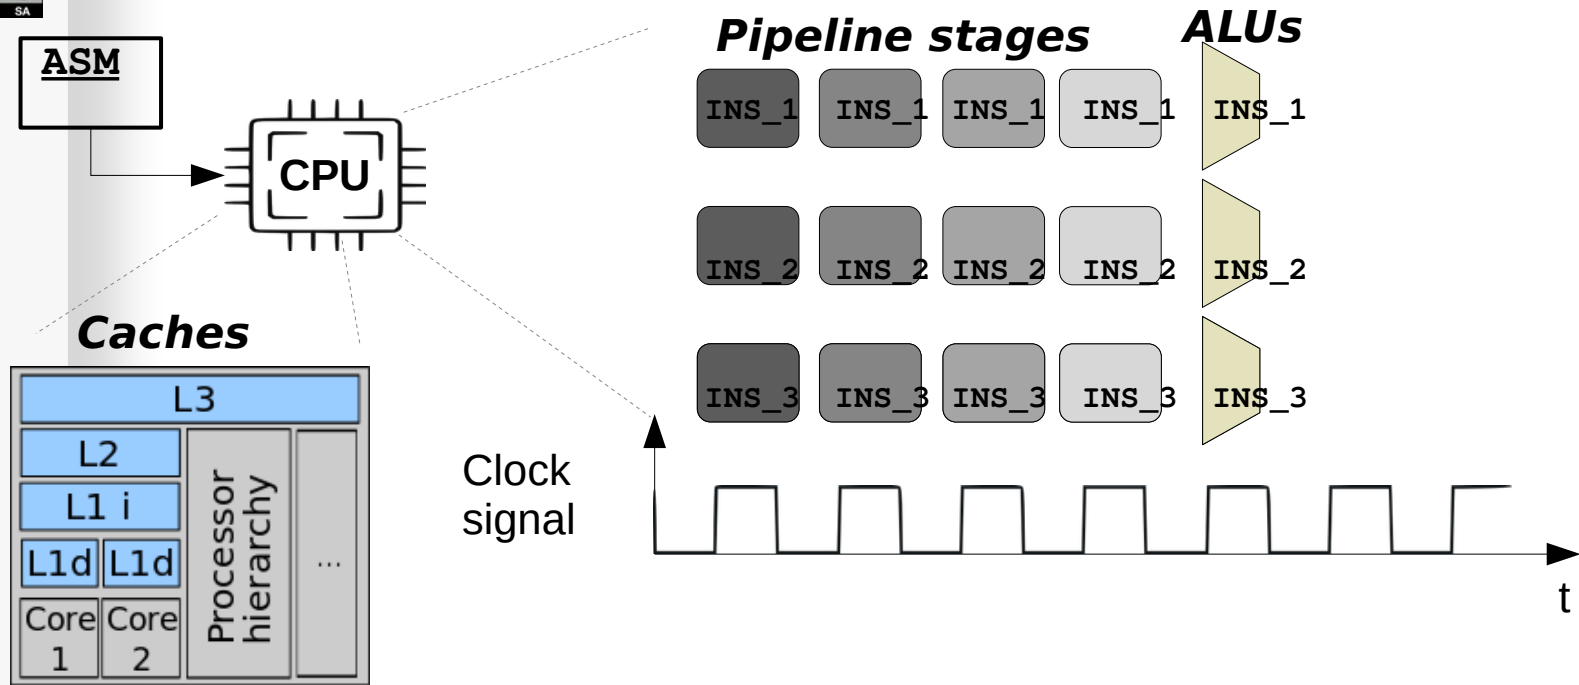 SA
ASM
CPU
Pipeline stages
ALUs
INS_1 INS_1 INS_1 INS_1 INS_1
INS_2 INS_2 INS_2 INS_2 INS_2
INS_3 INS_3 INS_3 INS_3 INS_3
Caches
L3
L2
L1 i
L1d L1d
Core
1
Core
2
Processor
hierarchy
...
Clock
signal
t